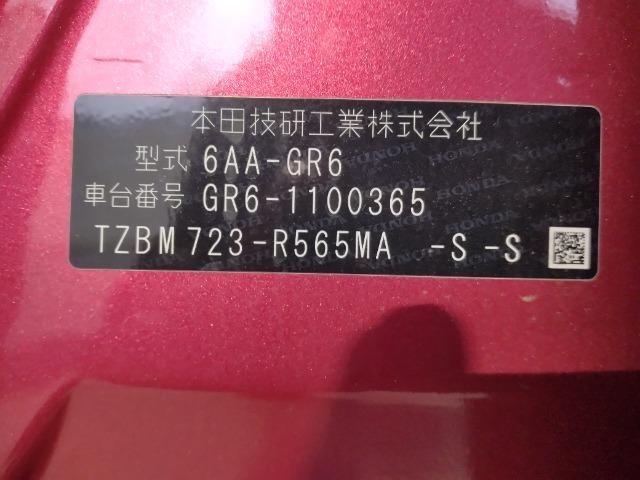 本田技研工業株式会社
型式 6AA-GR6
車台番号 GR6-1100365
TZBM723-R565MA -S -S